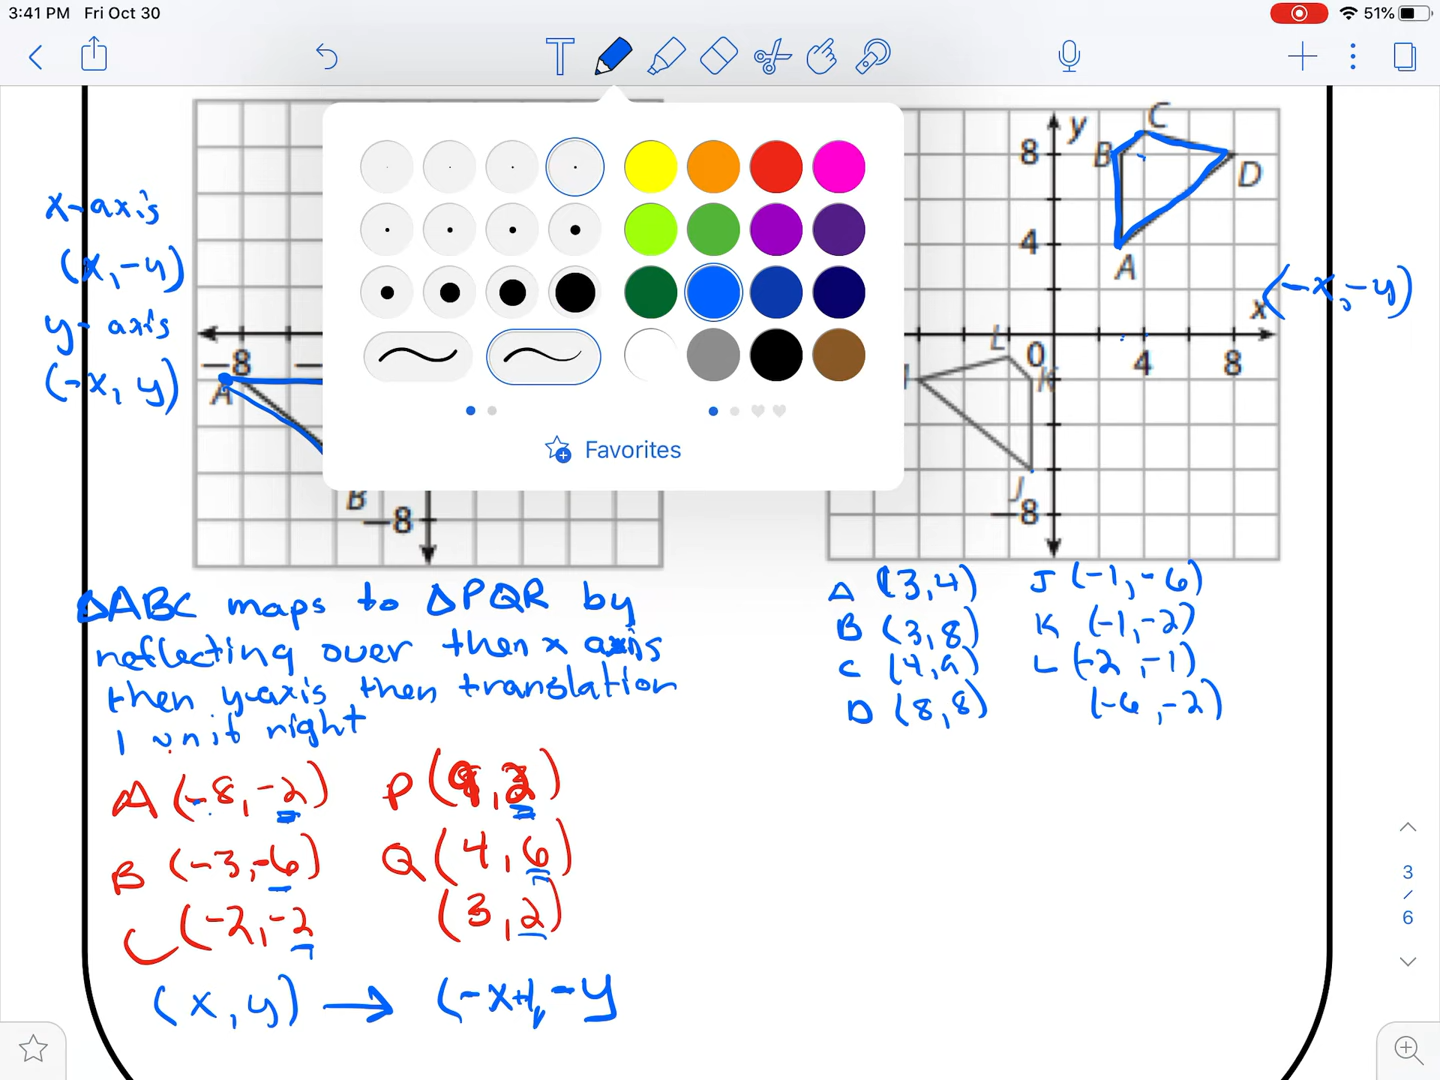 3:41 PM Fri Oct 30
51%
T
x-axis
(x,-y)
y-axis
(-x, y)
-8
A
B
-8
Favorites
y
C
8
B
D
4
A
x
(-x,-y)
L
0
4
8
K
J
-8
ΔABC maps to ΔPQR by
reflecting over then x axis
then y-axis then translation
1 unit right
A (-8,-2) P (9,2)
B (-3,-6) Q (4,6)
C (-2,-2 (3,2)
(x,y) → (-x+1,-y
A (3,4) J (-1,-6)
B (3,8) K (-1,-2)
C (4,9) L (-2,-1)
D (8,8) (-6,-2)
3
/
6